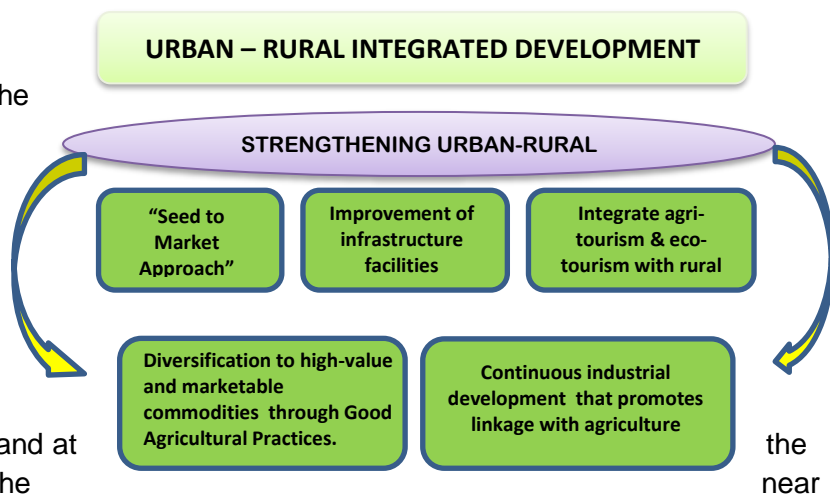 URBAN – RURAL INTEGRATED DEVELOPMENT
he
STRENGTHENING URBAN-RURAL
“Seed to
Market
Approach”
Improvement of
infrastructure
facilities
Integrate agri-
tourism & eco-
tourism with rural
Diversification to high-value
and marketable
commodities through Good
Agricultural Practices.
Continuous industrial
development that promotes
linkage with agriculture
and at the
he near